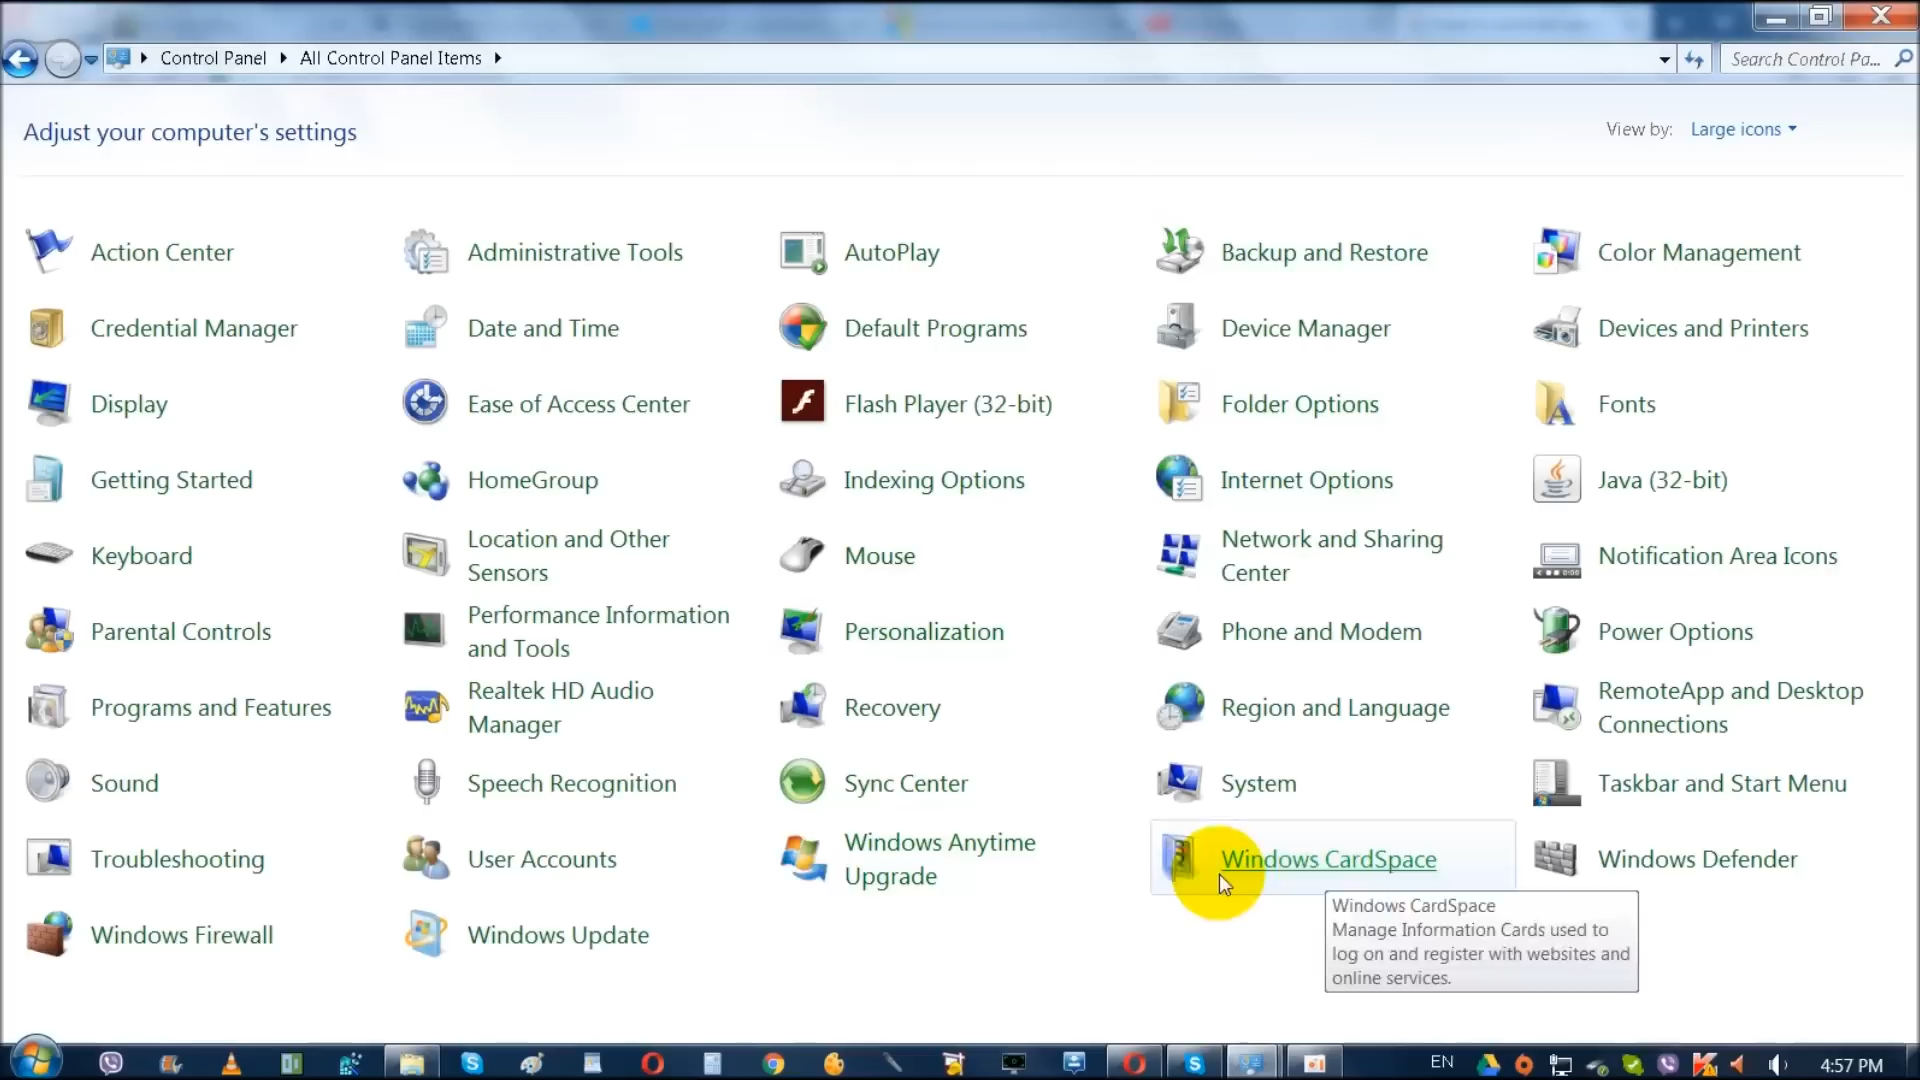 Control Panel
All Control Panel Items
Search Control Pa...
Adjust your computer's settings
View by:
Large icons
Action Center
Administrative Tools
AutoPlay
Backup and Restore
Color Management
Credential Manager
Date and Time
Default Programs
Device Manager
Devices and Printers
Display
Ease of Access Center
Flash Player (32-bit)
Folder Options
Fonts
Getting Started
HomeGroup
Indexing Options
Internet Options
Java (32-bit)
Keyboard
Location and Other
Sensors
Mouse
Network and Sharing
Center
Notification Area Icons
Parental Controls
Performance Information
and Tools
Personalization
Phone and Modem
Power Options
Programs and Features
Realtek HD Audio
Manager
Recovery
Region and Language
RemoteApp and Desktop
Connections
Sound
Speech Recognition
Sync Center
System
Taskbar and Start Menu
Troubleshooting
User Accounts
Windows Anytime
Upgrade
Windows CardSpace
Windows Defender
Windows CardSpace
Manage Information Cards used to
log on and register with websites and
online services.
Windows Firewall
Windows Update
EN
4:57 PM